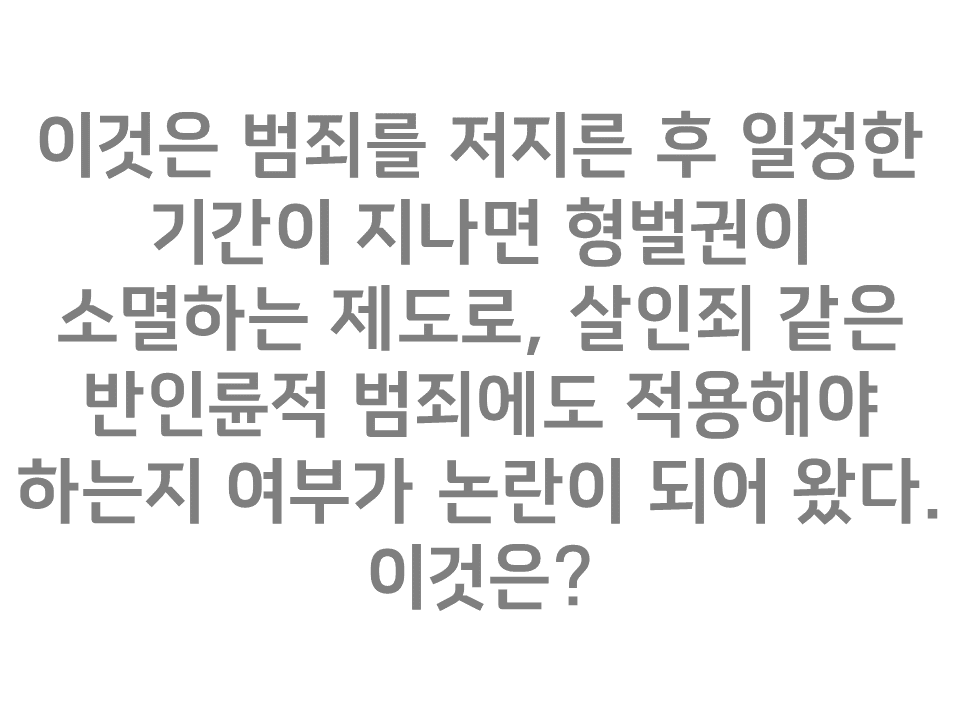 이것은 범죄를 저지른 후 일정한
기간이 지나면 형벌권이
소멸하는 제도로, 살인죄 같은
반인륜적 범죄에도 적용해야
하는지 여부가 논란이 되어 왔다.
이것은?